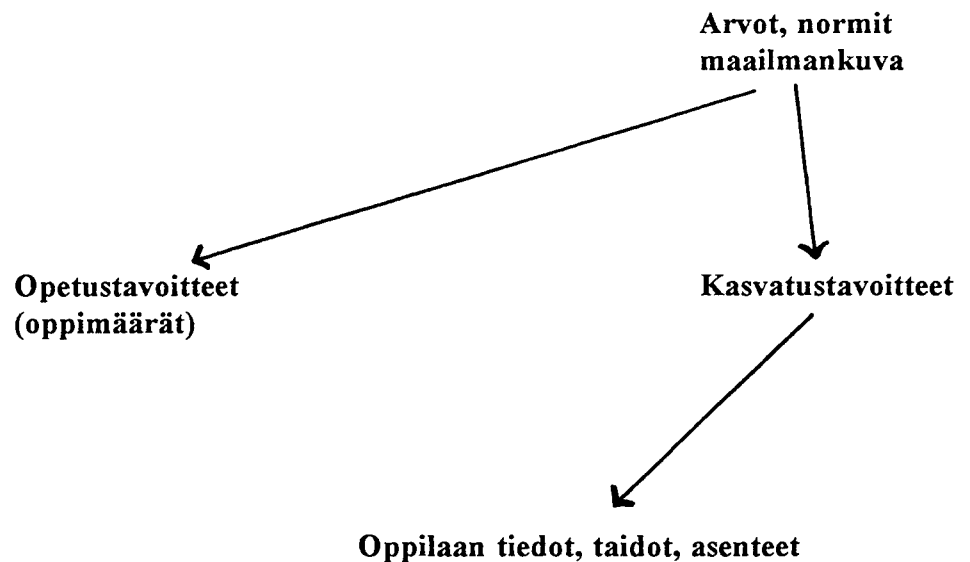 Arvot, normit
maailmankuva
Opetustavoitteet
(oppimäärät)
Kasvatustavoitteet
Oppilaan tiedot, taidot, asenteet